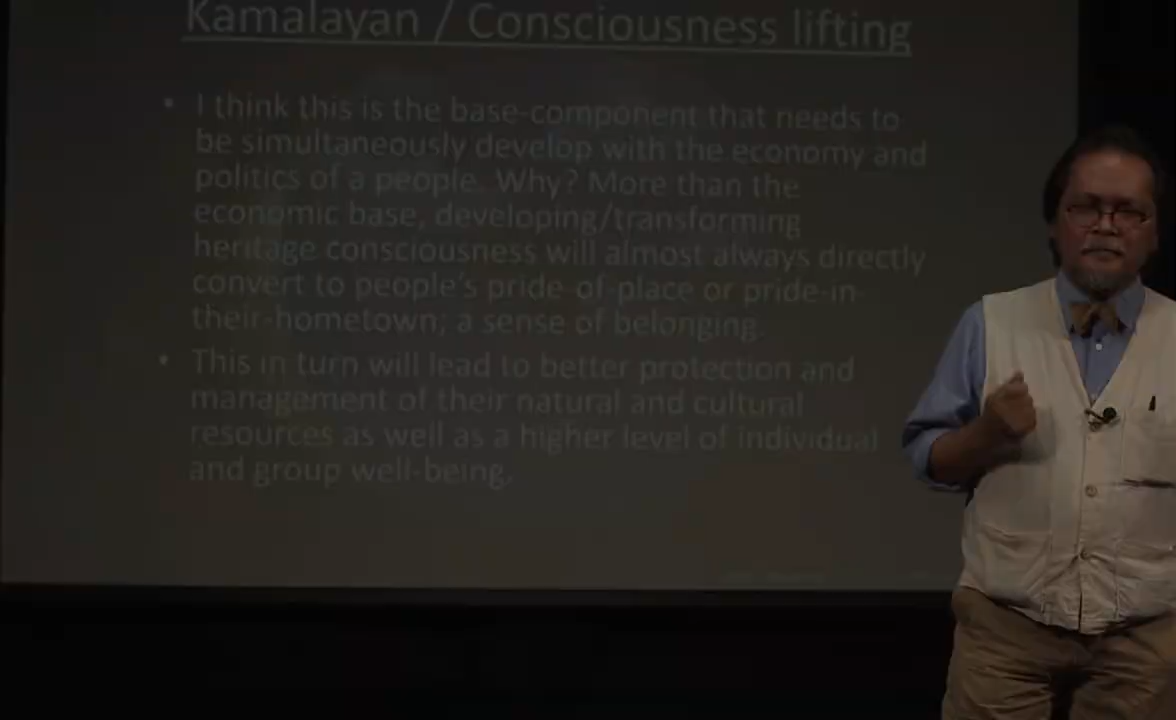 Kamalayan / Consciousness lifting
• I think this is the base-component that needs to
be simultaneously develop with the economy and
politics of a people. Why? More than the
economic base, developing/transforming
heritage consciousness will almost always directly
convert to people's pride-of-place or pride-in-
their-hometown; a sense of belonging.
• This in turn will lead to better protection and
management of their natural and cultural
resources as well as a higher level of individual
and group well-being.